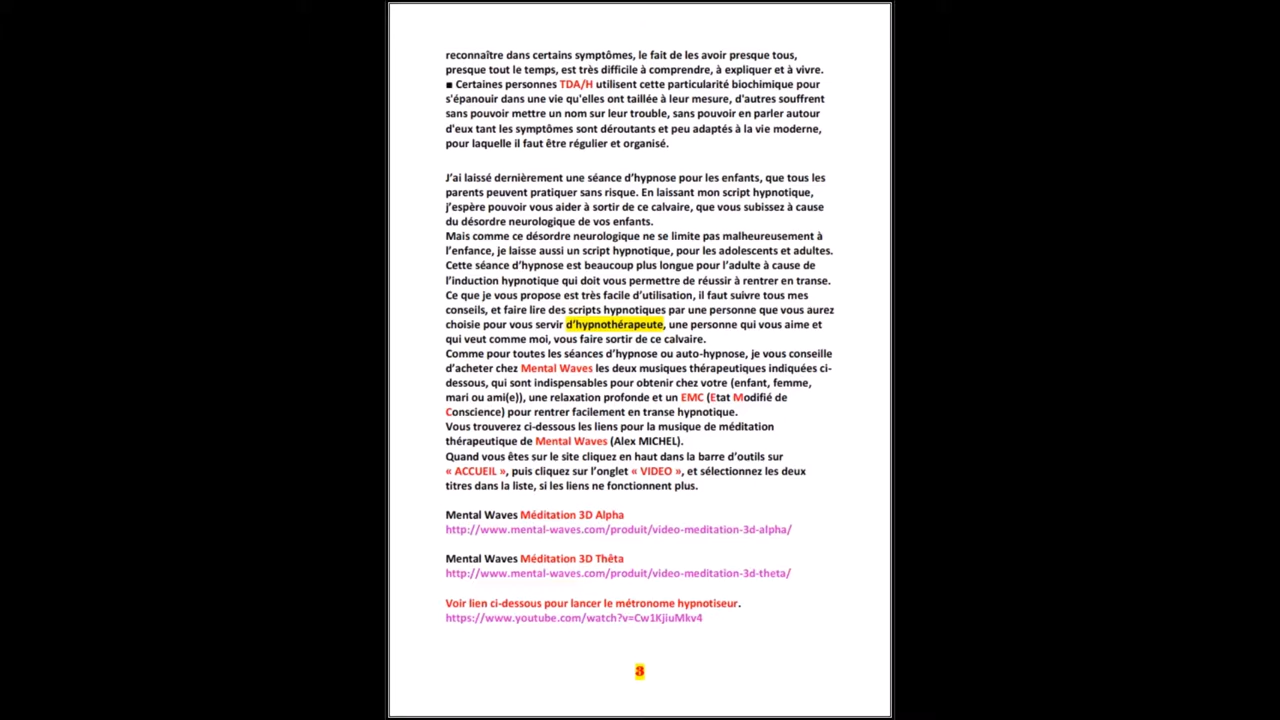 reconnaître dans certains symptômes, le fait de les avoir presque tous,
presque tout le temps, est très difficile à comprendre, à expliquer et à vivre.
■ Certaines personnes TDA/H utilisent cette particularité biochimique pour
s'épanouir dans une vie qu'elles ont taillée à leur mesure, d'autres souffrent
sans pouvoir mettre un nom sur leur trouble, sans pouvoir en parler autour
d'eux tant les symptômes sont déroutants et peu adaptés à la vie moderne,
pour laquelle il faut être régulier et organisé.
J’ai laissé dernièrement une séance d’hypnose pour les enfants, que tous les
parents peuvent pratiquer sans risque. En laissant mon script hypnotique,
j’espère pouvoir vous aider à sortir de ce calvaire, que vous subissez à cause
du désordre neurologique de vos enfants.
Mais comme ce désordre neurologique ne se limite pas malheureusement à
l’enfance, je laisse aussi un script hypnotique, pour les adolescents et adultes.
Cette séance d’hypnose est beaucoup plus longue pour l’adulte à cause de
l’induction hypnotique qui doit vous permettre de réussir à rentrer en transe.
Ce que je vous propose est très facile d’utilisation, il faut suivre tous mes
conseils, et faire lire des scripts hypnotiques par une personne que vous aurez
choisie pour vous servir d’hypnothérapeute, une personne qui vous aime et
qui veut comme moi, vous faire sortir de ce calvaire.
Comme pour toutes les séances d’hypnose ou auto-hypnose, je vous conseille
d’acheter chez Mental Waves les deux musiques thérapeutiques indiquées ci-
dessous, qui sont indispensables pour obtenir chez votre (enfant, femme,
mari ou ami(e)), une relaxation profonde et un EMC (Etat Modifié de
Conscience) pour rentrer facilement en transe hypnotique.
Vous trouverez ci-dessous les liens pour la musique de méditation
thérapeutique de Mental Waves (Alex MICHEL).
Quand vous êtes sur le site cliquez en haut dans la barre d’outils sur
« ACCUEIL », puis cliquez sur l’onglet « VIDEO », et sélectionnez les deux
titres dans la liste, si les liens ne fonctionnent plus.
Mental Waves Méditation 3D Alpha
http://www.mental-waves.com/produit/video-meditation-3d-alpha/
Mental Waves Méditation 3D Thêta
http://www.mental-waves.com/produit/video-meditation-3d-theta/
Voir lien ci-dessous pour lancer le métronome hypnotiseur.
https://www.youtube.com/watch?v=Cw1KjiuMkv4
3